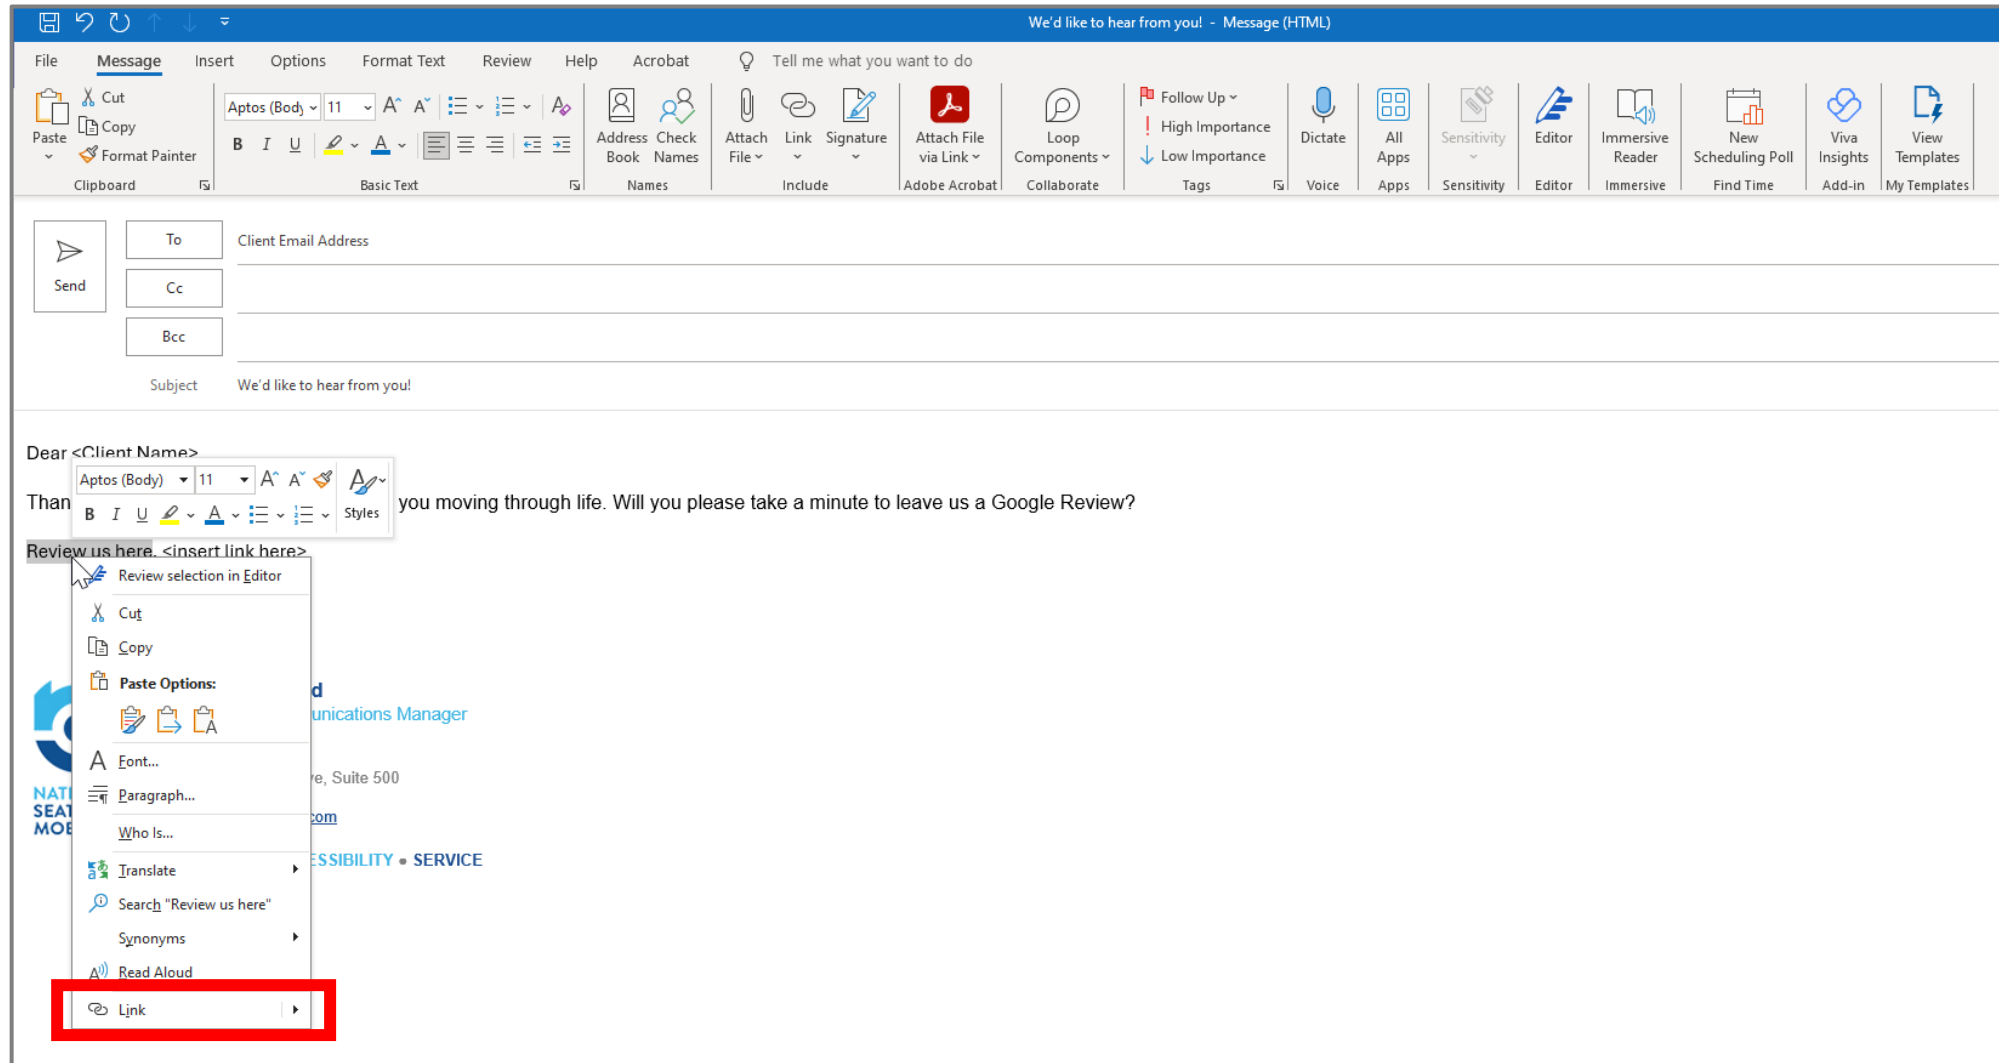 We'd like to hear from you! - Message (HTML)
File Message Insert Options Format Text Review Help Acrobat Tell me what you want to do
Paste
Cut
Copy
Format Painter
Clipboard
Aptos (Body 11
B I U
Basic Text
Address Book
Check Names
Names
Attach File
Link
Signature
Include
Attach File via Link
Adobe Acrobat
Loop Components
Collaborate
Follow Up
High Importance
Low Importance
Tags
Dictate
Voice
All Apps
Apps
Sensitivity
Sensitivity
Editor
Editor
Immersive Reader
Immersive
New Scheduling Poll
Find Time
Viva Insights
Add-in
View Templates
My Templates
Send
To Client Email Address
Cc
Bcc
Subject We'd like to hear from you!
Dear <Client Name>
Aptos (Body) 11
B I U
Styles
Than you moving through life. Will you please take a minute to leave us a Google Review?
Review us here. <insert link here>
Review selection in Editor
Cut
Copy
Paste Options:
Font...
Paragraph...
Who Is...
Translate
Search "Review us here"
Synonyms
Read Aloud
Link
d
unications Manager
e, Suite 500
com
ESSIBILITY • SERVICE
NATI
SEAT
MOB